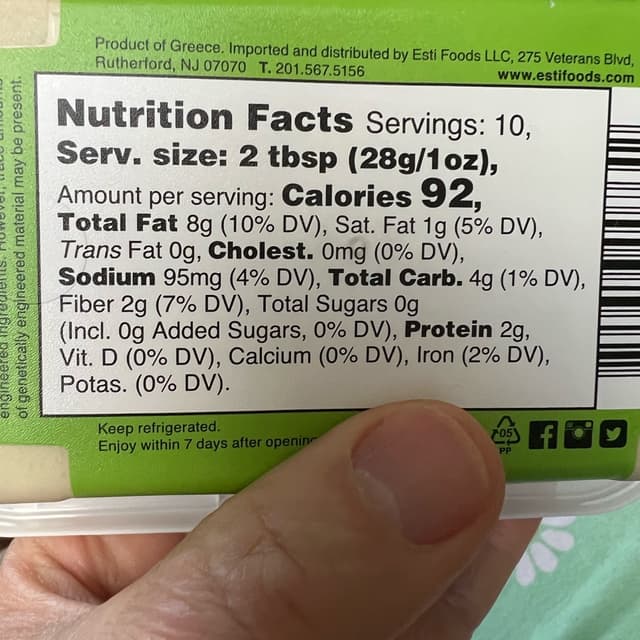 Product of Greece. Imported and distributed by Esti Foods LLC, 275 Veterans Blvd,
Rutherford, NJ 07070 T. 201.567.5156
www.estifoods.com
Nutrition Facts Servings: 10,
Serv. size: 2 tbsp (28g/1oz),
Amount per serving: Calories 92,
Total Fat 8g (10% DV), Sat. Fat 1g (5% DV),
Trans Fat 0g, Cholest. 0mg (0% DV),
Sodium 95mg (4% DV), Total Carb. 4g (1% DV),
Fiber 2g (7% DV), Total Sugars 0g
(Incl. 0g Added Sugars, 0% DV), Protein 2g,
Vit. D (0% DV), Calcium (0% DV), Iron (2% DV),
Potas. (0% DV).
Keep refrigerated.
Enjoy within 7 days after opening
05
PP
engineered ingredients. However, trace amounts
of genetically engineered material may be present.